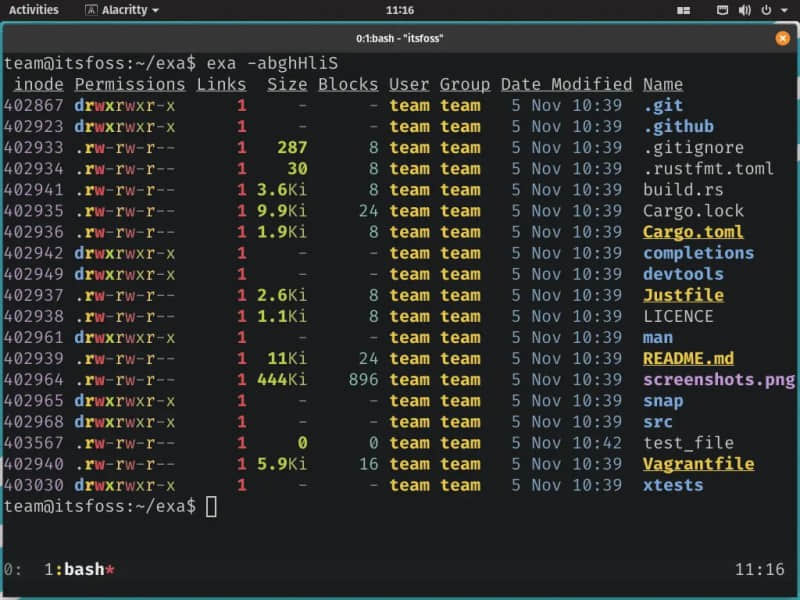 Activities Alacritty 11:16
0:1:bash - "itsfoss"
team@itsfoss:~/exa$ exa -abghHliS
inode Permissions Links Size Blocks User Group Date Modified Name
402867 drwxrwxr-x 1 - - team team 5 Nov 10:39 .git
402923 drwxrwxr-x 1 - - team team 5 Nov 10:39 .github
402933 .rw-rw-r-- 1 287 8 team team 5 Nov 10:39 .gitignore
402934 .rw-rw-r-- 1 30 8 team team 5 Nov 10:39 .rustfmt.toml
402941 .rw-rw-r-- 1 3.6Ki 8 team team 5 Nov 10:39 build.rs
402935 .rw-rw-r-- 1 9.9Ki 24 team team 5 Nov 10:39 Cargo.lock
402936 .rw-rw-r-- 1 1.9Ki 8 team team 5 Nov 10:39 Cargo.toml
402942 drwxrwxr-x 1 - - team team 5 Nov 10:39 completions
402949 drwxrwxr-x 1 - - team team 5 Nov 10:39 devtools
402937 .rw-rw-r-- 1 2.6Ki 8 team team 5 Nov 10:39 Justfile
402938 .rw-rw-r-- 1 1.1Ki 8 team team 5 Nov 10:39 LICENCE
402961 drwxrwxr-x 1 - - team team 5 Nov 10:39 man
402939 .rw-rw-r-- 1 11Ki 24 team team 5 Nov 10:39 README.md
402964 .rw-rw-r-- 1 444Ki 896 team team 5 Nov 10:39 screenshots.png
402965 drwxrwxr-x 1 - - team team 5 Nov 10:39 snap
402968 drwxrwxr-x 1 - - team team 5 Nov 10:39 src
403567 .rw-rw-r-- 1 0 0 team team 5 Nov 10:42 test_file
402940 .rw-rw-r-- 1 5.9Ki 16 team team 5 Nov 10:39 Vagrantfile
403030 drwxrwxr-x 1 - - team team 5 Nov 10:39 xtests
team@itsfoss:~/exa$
0: 1:bash* 11:16